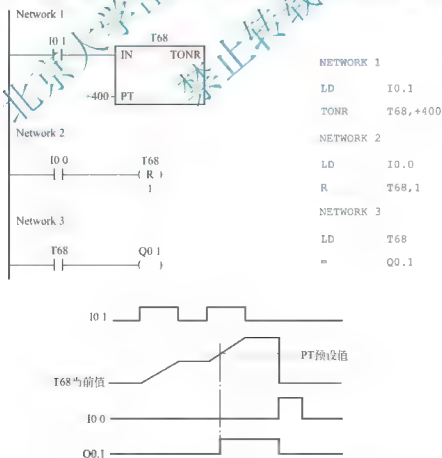 Network 1
I0.1
T68
IN TONR
+400 PT
Network 2
I0.0
T68
R
1
Network 3
T68
Q0.1
NETWORK 1
LD I0.1
TONR T68,+400
NETWORK 2
LD I0.0
R T68,1
NETWORK 3
LD T68
= Q0.1
I0.1
PT预设值
T68当前值
I0.0
Q0.1